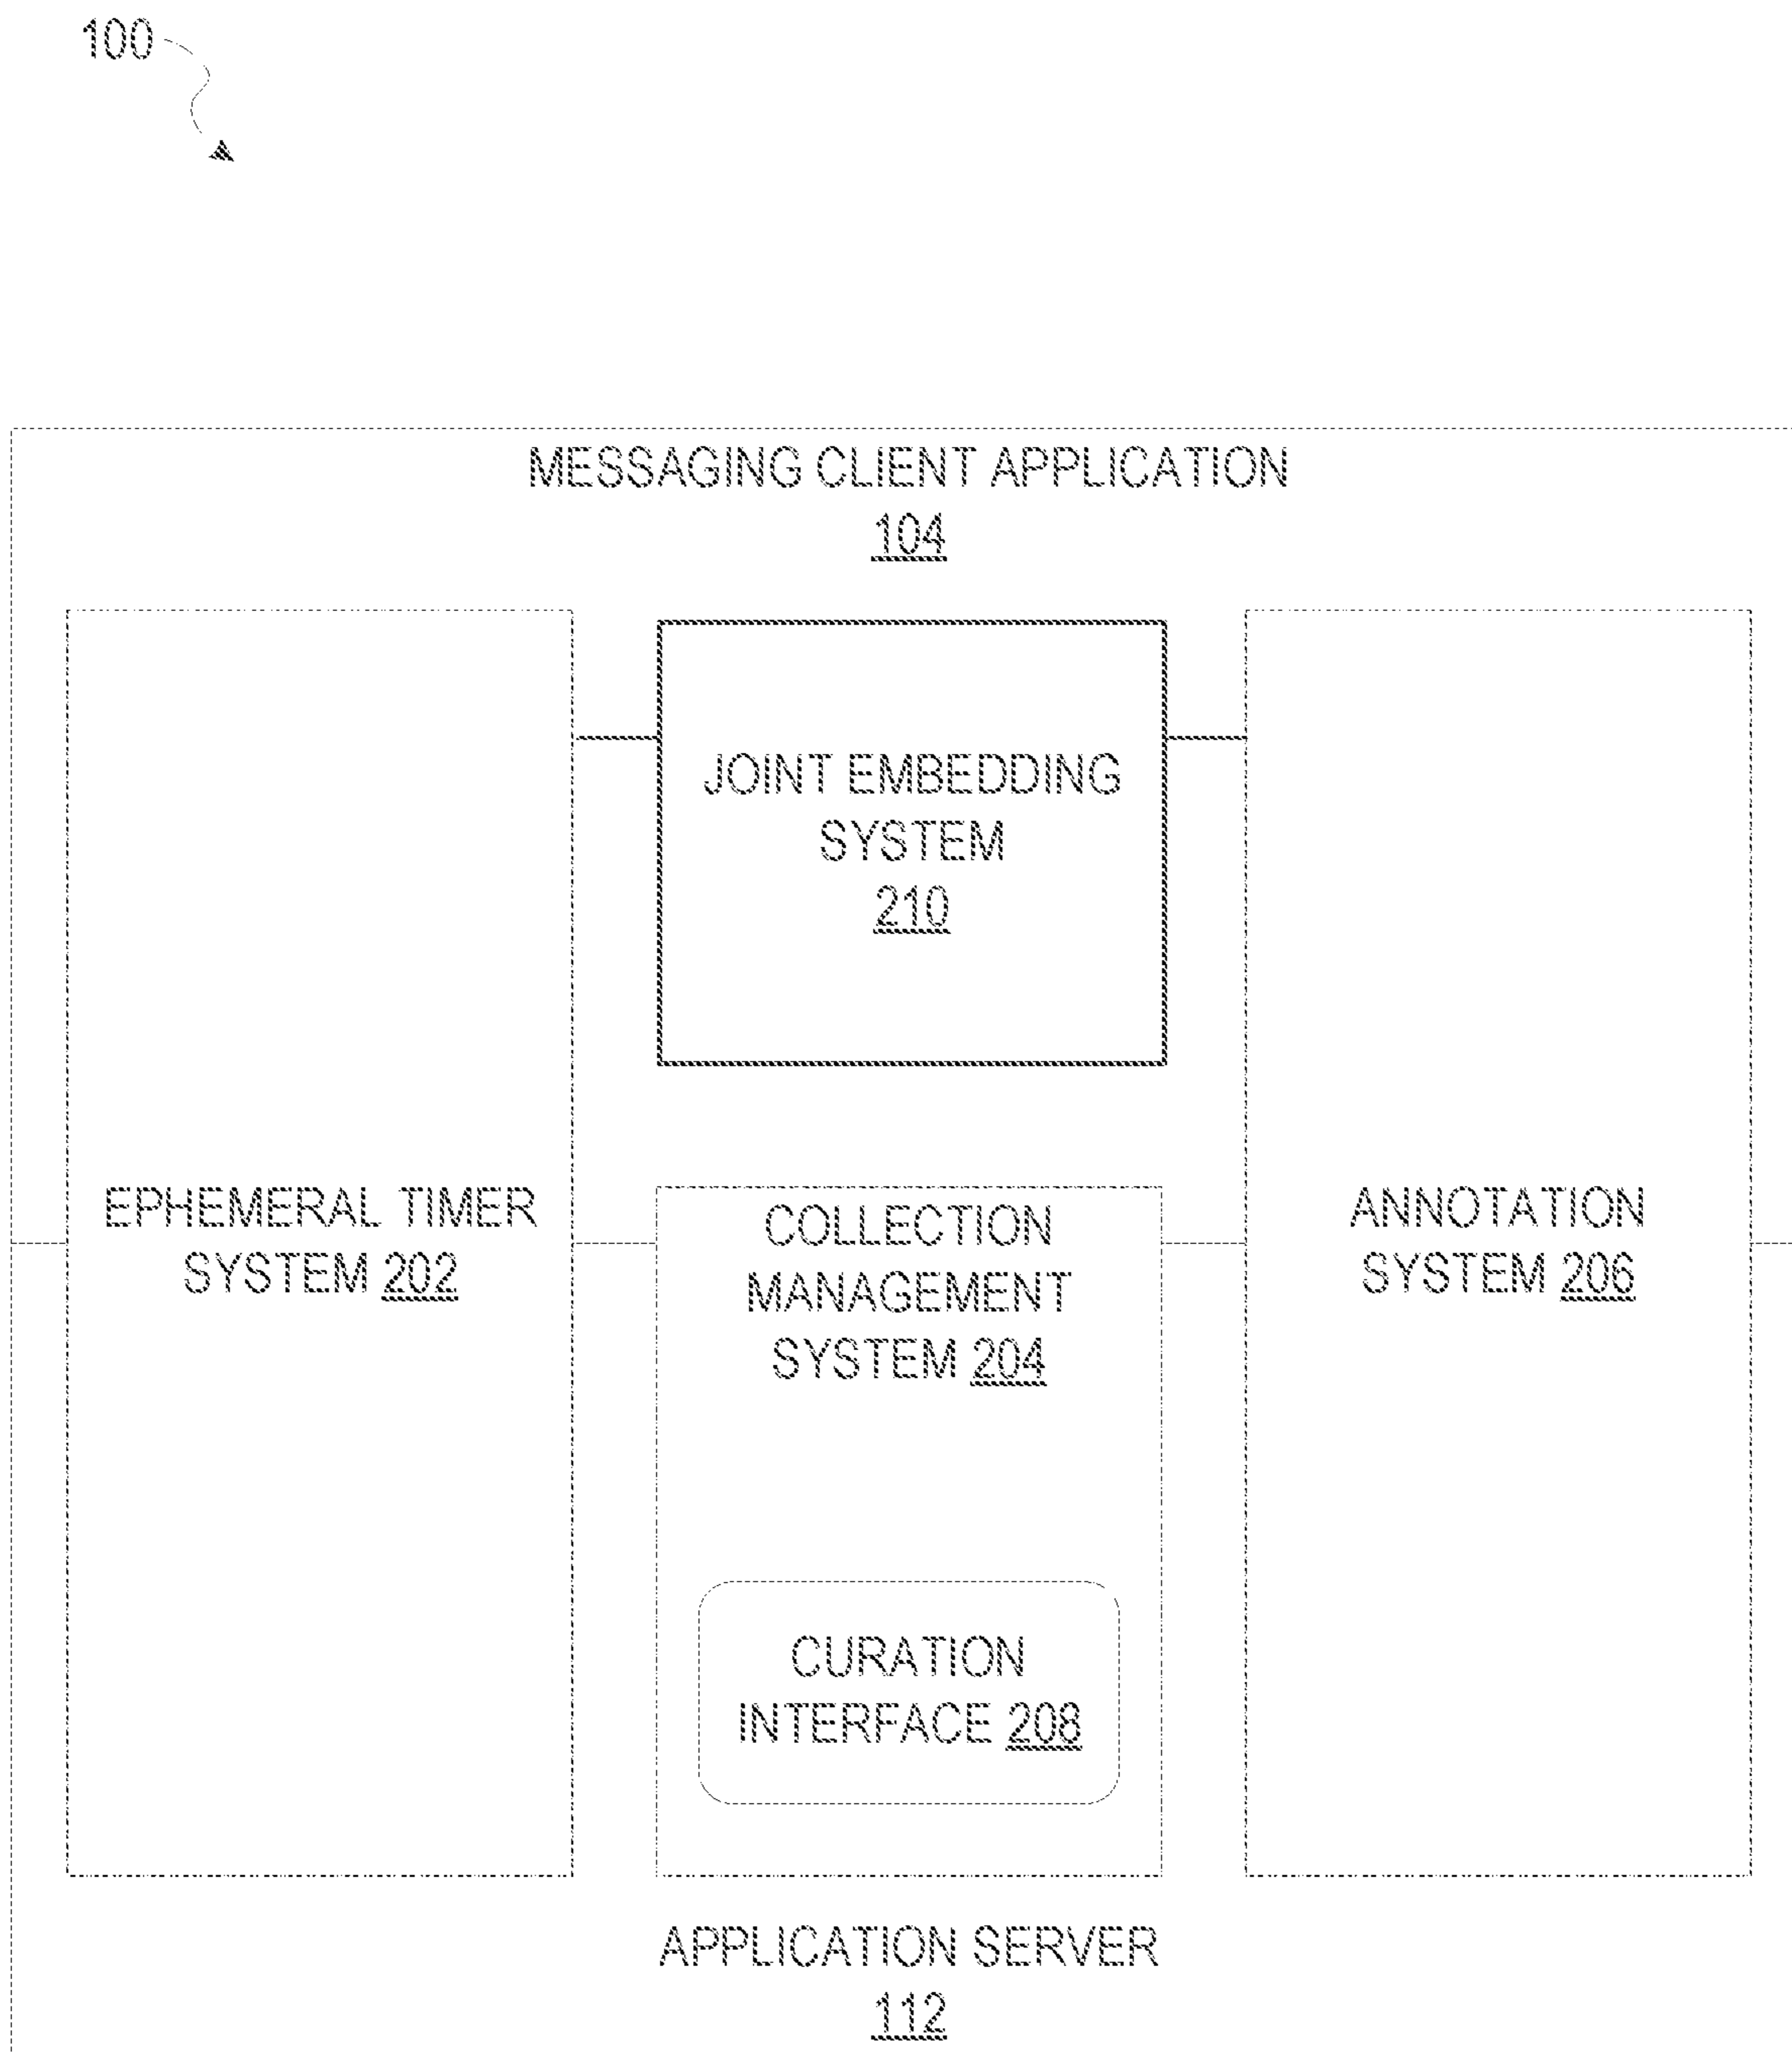 100
MESSAGING CLIENT APPLICATION
104
JOINT EMBEDDING
SYSTEM
210
EPHEMERAL TIMER
SYSTEM 202
COLLECTION
MANAGEMENT
SYSTEM 204
ANNOTATION
SYSTEM 206
CURATION
INTERFACE 208
APPLICATION SERVER
112